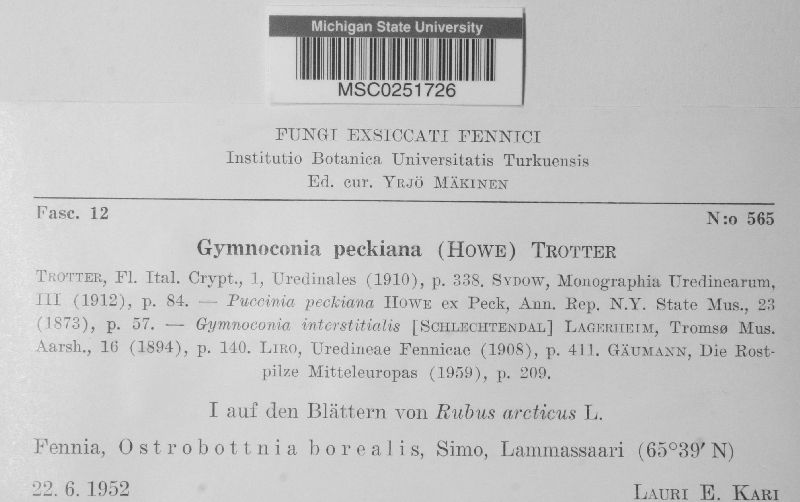 Michigan State University
MSC0251726
FUNGI EXSICCATI FENNICI
Institutio Botanica Universitatis Turkuensis
Ed. cur. YRJÖ MÄKINEN
Fasc. 12 N:o 565
Gymnoconia peckiana (HOWE) TROTTER
TROTTER, Fl. Ital. Crypt., 1, Uredinales (1910), p. 338. SYDOW, Monographia Uredinearum,
III (1912), p. 84. — Puccinia peckiana HOWE ex Peck, Ann. Rep. N.Y. State Mus., 23
(1873), p. 57. — Gymnoconia interstitialis [SCHLECHTENDAL] LAGERHEIM, Tromsø Mus.
Aarsh., 16 (1894), p. 140. LIRO, Uredineae Fennicae (1908), p. 411. GÄUMANN, Die Rost-
pilze Mitteleuropas (1959), p. 209.
I auf den Blättern von Rubus arcticus L.
Fennia, Ostrobottnia borealis, Simo, Lammassaari (65°39′ N)
22. 6. 1952 LAURI E. KARI